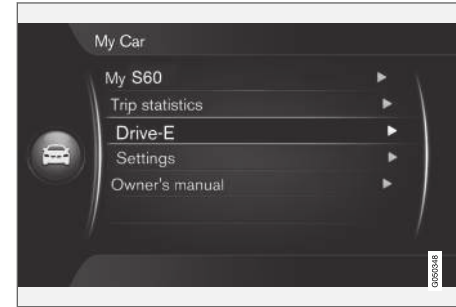 My Car
My S60
Trip statistics
Drive-E
Settings
Owner's manual
G050348